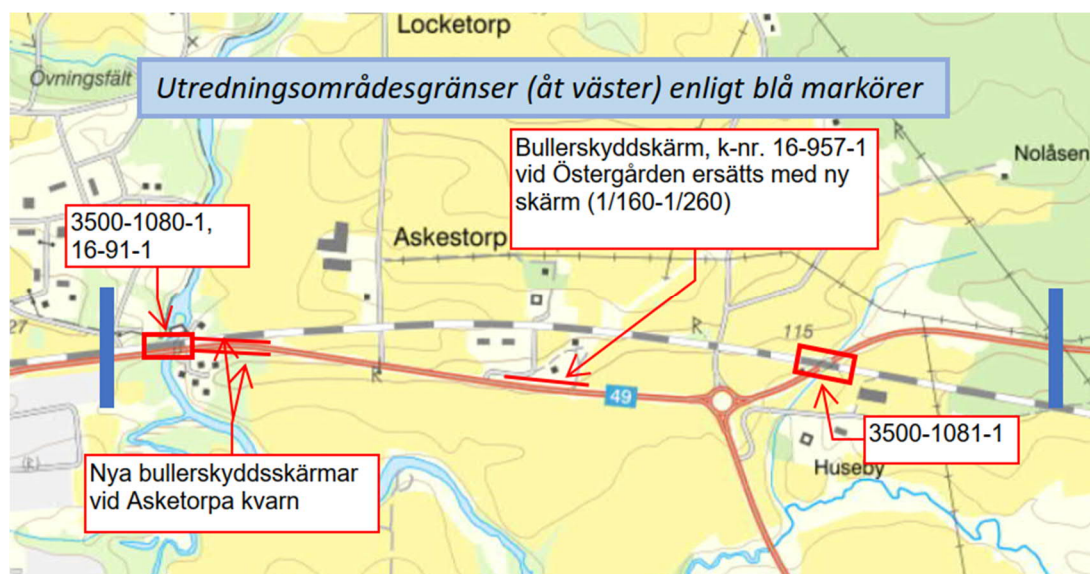 Locketorp
Övningsfält
Utredningsområdesgränser (åt väster) enligt blå markörer
Bullerskyddskärm, k-nr. 16-957-1
vid Östergården ersätts med ny
skärm (1/160-1/260)
Nolåsen
3500-1080-1,
16-91-1
Askestorp
R
27
R
115
R
49
3500-1081-1
(R)
Nya bullerskyddsskärmar
vid Asketorpa kvarn
Huseby